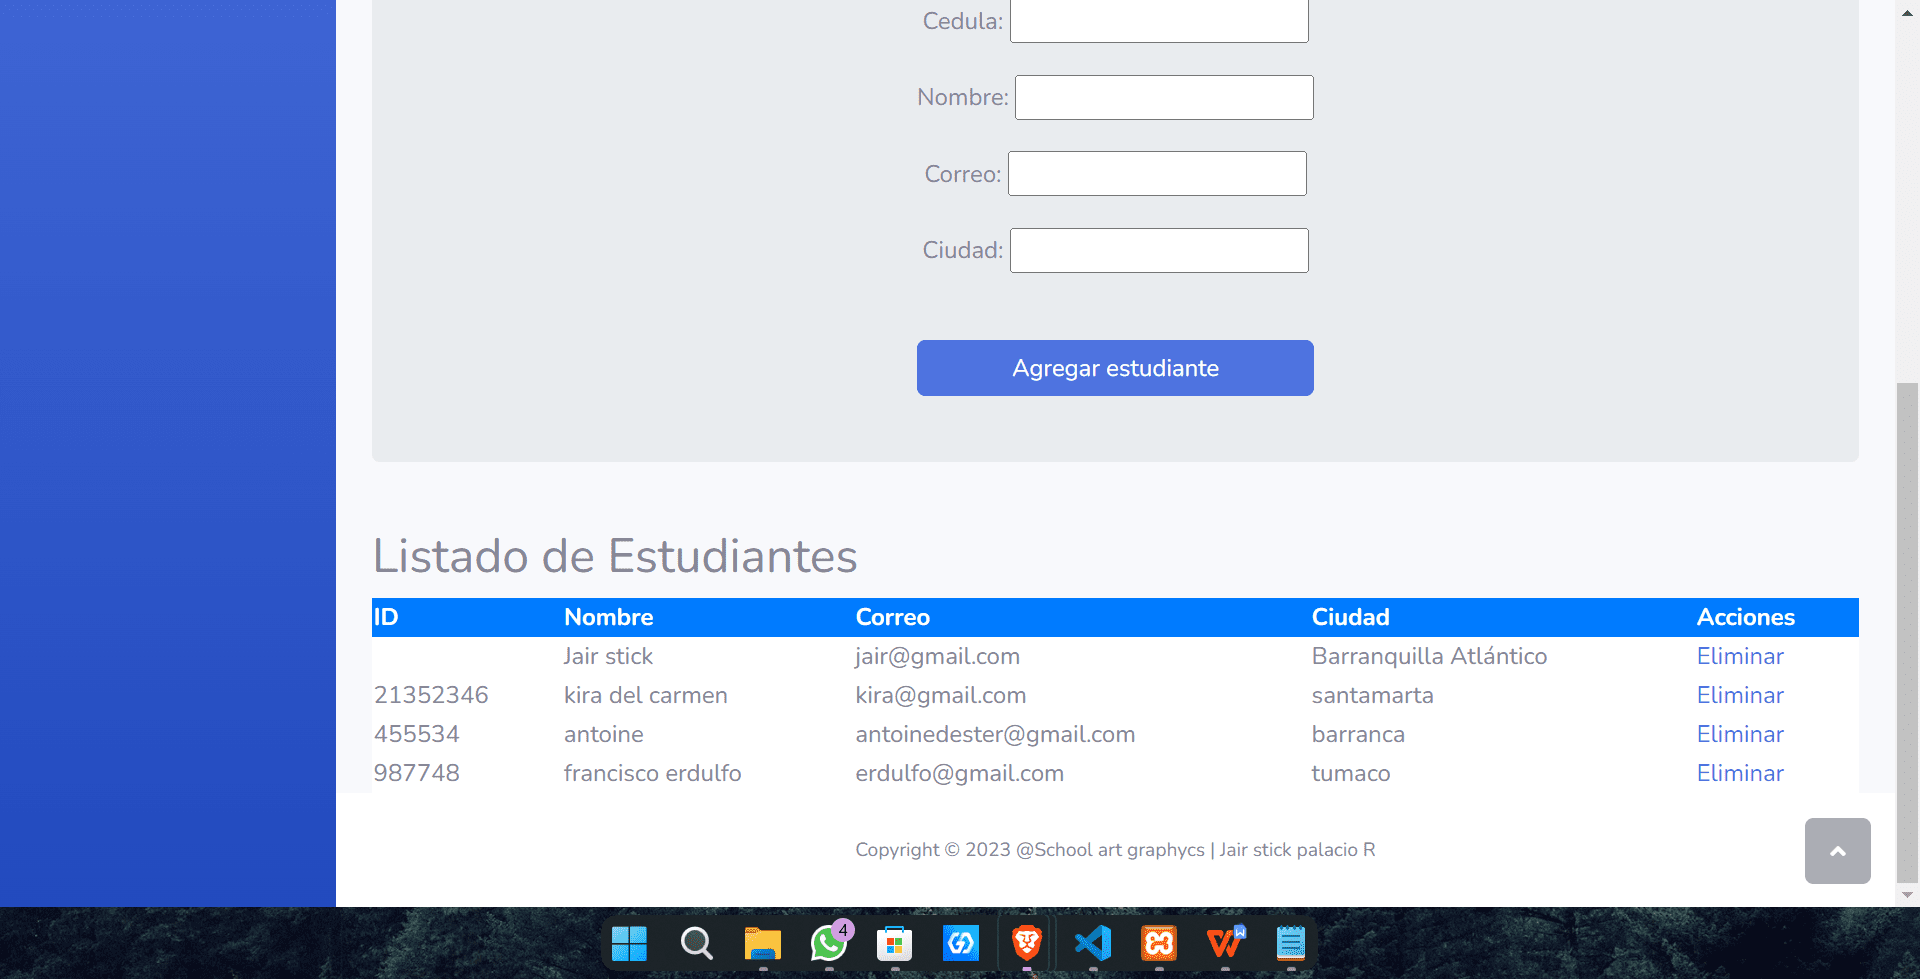 Cedula:
Nombre:
Correo:
Ciudad:
Agregar estudiante
Listado de Estudiantes
ID Nombre Correo Ciudad Acciones
Jair stick jair@gmail.com Barranquilla Atlántico Eliminar
21352346 kira del carmen kira@gmail.com santamarta Eliminar
455534 antoine antoinedester@gmail.com barranca Eliminar
987748 francisco erdulfo erdulfo@gmail.com tumaco Eliminar
Copyright © 2023 @School art graphycs | Jair stick palacio R
4